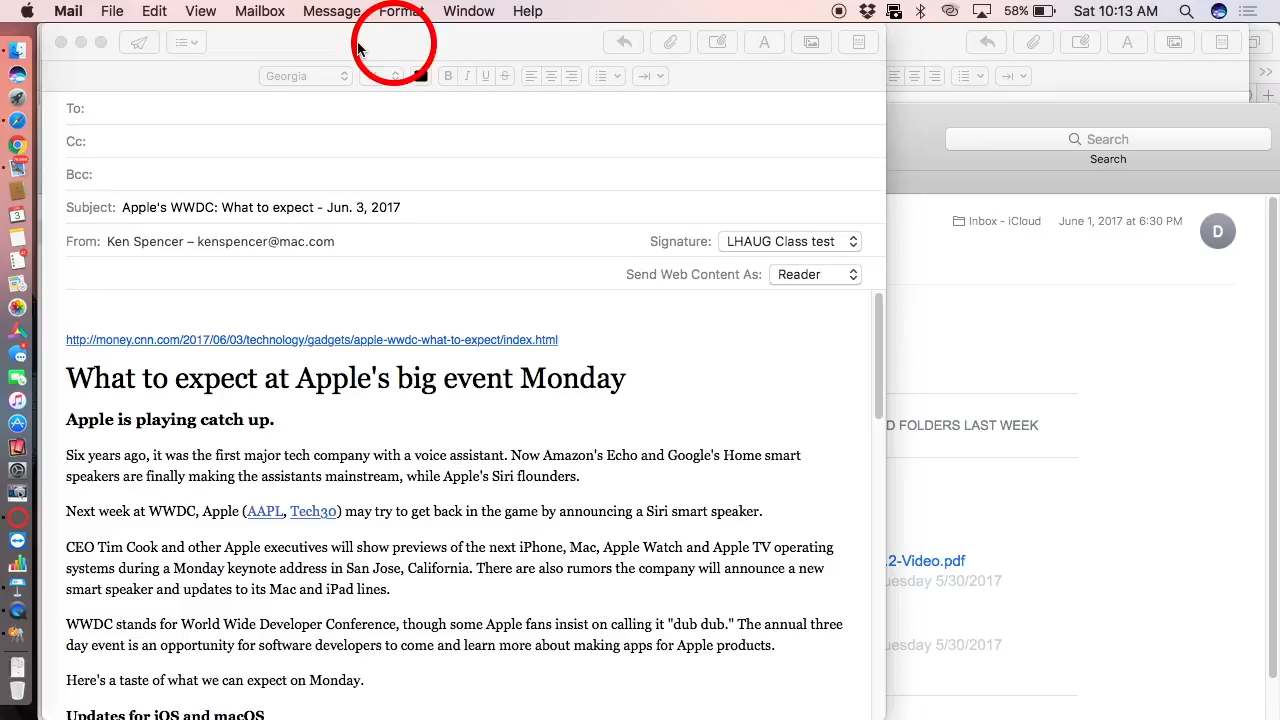 Mail File Edit View Mailbox Message Format Window Help 58% Sat 10:13 AM
Georgia
B I U S
To:
Cc:
Bcc:
Subject: Apple's WWDC: What to expect - Jun. 3, 2017
From: Ken Spencer – kenspencer@mac.com Signature: LHAUG Class test
Send Web Content As: Reader
http://money.cnn.com/2017/06/03/technology/gadgets/apple-wwdc-what-to-expect/index.html
What to expect at Apple's big event Monday
Apple is playing catch up.
Six years ago, it was the first major tech company with a voice assistant. Now Amazon's Echo and Google's Home smart
speakers are finally making the assistants mainstream, while Apple's Siri flounders.
Next week at WWDC, Apple (AAPL, Tech30) may try to get back in the game by announcing a Siri smart speaker.
CEO Tim Cook and other Apple executives will show previews of the next iPhone, Mac, Apple Watch and Apple TV operating
systems during a Monday keynote address in San Jose, California. There are also rumors the company will announce a new
smart speaker and updates to its Mac and iPad lines.
WWDC stands for World Wide Developer Conference, though some Apple fans insist on calling it "dub dub." The annual three
day event is an opportunity for software developers to come and learn more about making apps for Apple products.
Here's a taste of what we can expect on Monday.
Updates for iOS and macOS
Search
Search
Inbox - iCloud June 1, 2017 at 6:30 PM
D
D FOLDERS LAST WEEK
.2-Video.pdf
uesday 5/30/2017
uesday 5/30/2017